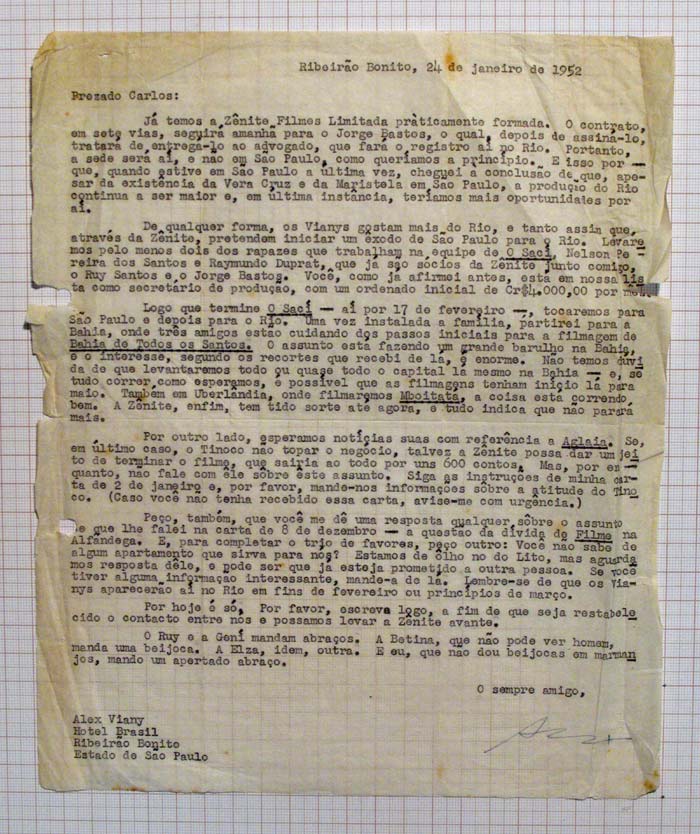 Ribeirão Bonito, 24 de janeiro de 1952
Prezado Carlos:
Já temos a Zênite Filmes Limitada pràticamente formada. O contrato,
em sete vias, seguirá amanhã para o Jorge Bastos, o qual, depois de assiná-lo,
tratará de entregá-lo ao advogado, que fará o registro aí no Rio. Portanto,
a sede será aí, e não em São Paulo, como queríamos a princípio. E isso por —
que, quando estive em São Paulo a última vez, cheguei à conclusão de que, ape-
sar da existência da Vera Cruz e da Maristela em São Paulo, a produção do Rio
continua a ser maior e, em última instância, teríamos mais oportunidades por
aí.
De qualquer forma, os Vianys gostam mais do Rio, e tanto assim que,
através da Zênite, pretendem iniciar um êxodo de São Paulo para o Rio. Levare
mos pelo menos dois dos rapazes que trabalham na equipe de O Saci, Nelson Pe-
reira dos Santos e Raymundo Duprat, que já são sócios da Zênite junto comigo,
o Ruy Santos e o Jorge Bastos. Você, como já afirmei antes, está em nossa lis
ta como secretário de produção, com um ordenado inicial de Cr$4.000,00 por mês.
Logo que termine O Saci — aí por 17 de fevereiro —, tocaremos para
São Paulo e depois para o Rio. Uma vez instalada a família, partirei para a
Bahia, onde três amigos estão cuidando dos passos iniciais para a filmagem de
Bahia de Todos os Santos. O assunto está fazendo um grande barulho na Bahia,
e o interesse, segundo os recortes que recebi de lá, é enorme. Não temos dúvi
da de que levantaremos todo ou quase todo o capital lá mesmo na Bahia — e, se
tudo correr como esperamos, é possível que as filmagens tenham início lá para
maio. Também em Uberlândia, onde filmaremos Mboitatá, a coisa está correndo
bem. A Zênite, enfim, tem tido sorte até agora, e tudo indica que não parará
mais.
Por outro lado, esperamos notícias suas com referência a Aglaia. Se,
em último caso, o Tinoco não topar o negócio, talvez a Zênite possa dar um jei
to de terminar o filme, que sairia ao todo por uns 600 contos. Mas, por en —
quanto, não fale com êle sôbre êste assunto. Siga as instruções de minha car-
ta de 2 de janeiro e, por favor, mande-nos informações sôbre a atitude do Tino
co. (Caso você não tenha recebido essa carta, avise-me com urgência.)
Peço, também, que você me dê uma resposta qualquer sôbre o assunto
de que lhe falei na carta de 8 de dezembro — a questão da dívida do Filme na
Alfândega. E, para completar o trio de favores, peço outro: Você não sabe de
algum apartamento que sirva para nós? Estamos de ôlho no do Lito, mas aguarda
mos resposta dêle, e pode ser que já esteja prometido a outra pessoa. Se você
tiver alguma informação interessante, mande-a de lá. Lembre-se de que os Via-
nys aparecerão aí no Rio em fins de fevereiro ou princípios de março.
Por hoje é só. Por favor, escreva logo, a fim de que seja restabele
cido o contacto entre nós e possamos levar a Zênite avante.
O Ruy e a Geni mandam abraços. A Betina, que não pode ver homem,
manda uma beijoca. A Elza, idem, outra. E eu, que não dou beijocas em marman
jos, mando um apertado abraço.
O sempre amigo,
Alex Viany
Hotel Brasil
Ribeirão Bonito
Estado de São Paulo